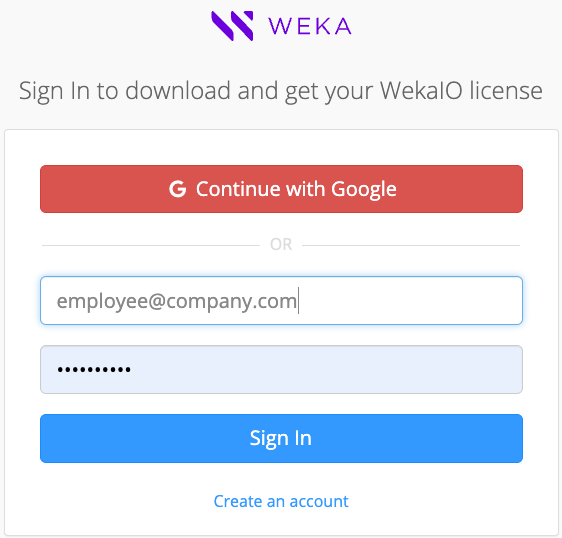 WEKA
Sign In to download and get your WekaIO license
G Continue with Google
OR
employee@company.com
••••••••••
Sign In
Create an account